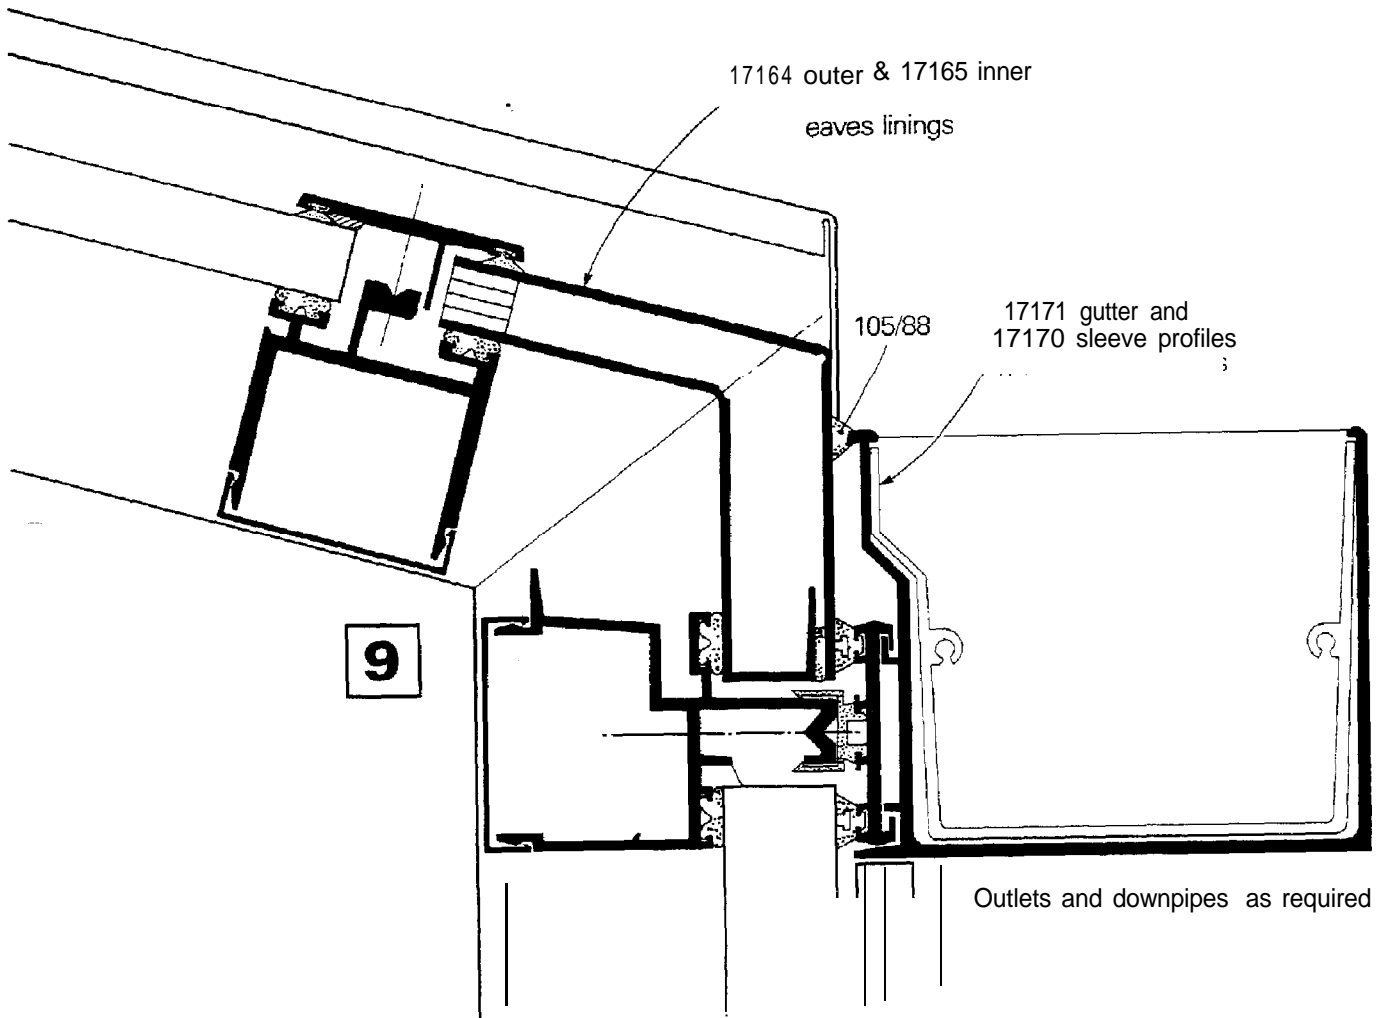 17164 outer & 17165 inner
eaves linings
105/88
17171 gutter and
17170 sleeve profiles
9
Outlets and downpipes as required